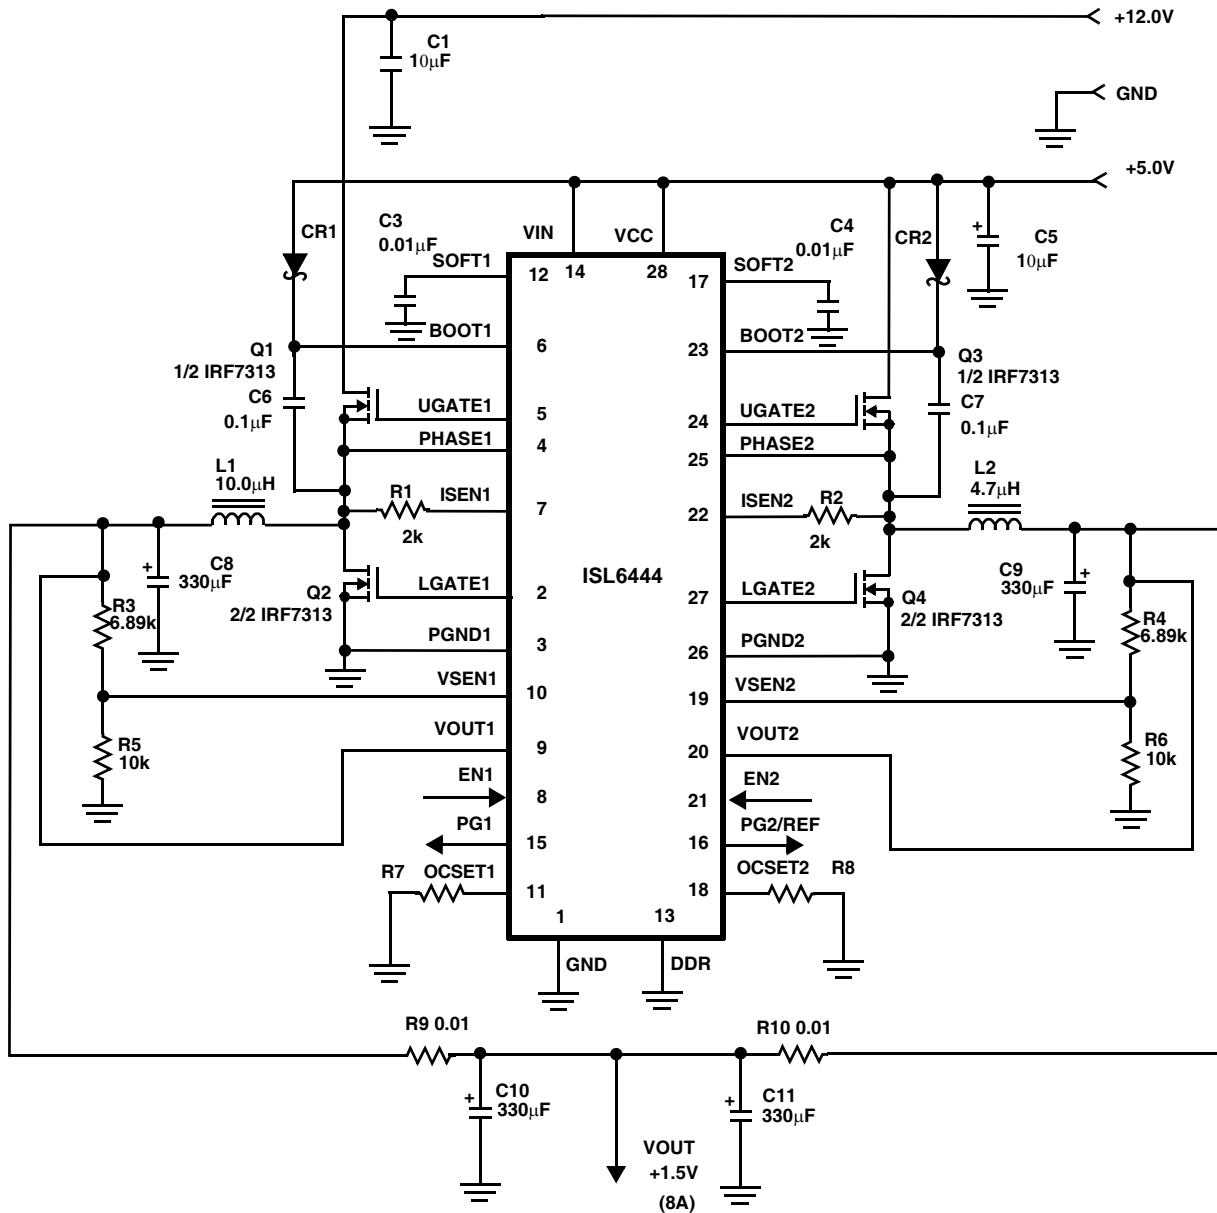 +12.0V
C1
10µF
GND
+5.0V
C3
0.01µF
C4
0.01µF
CR1
VIN
VCC
CR2
C5
+
10µF
SOFT1
12
14
28
17
SOFT2
BOOT1
6
23
BOOT2
Q1
1/2 IRF7313
C6
0.1µF
Q3
1/2 IRF7313
C7
0.1µF
UGATE1
5
24
UGATE2
PHASE1
4
25
PHASE2
L1
10.0µH
R1
2k
ISEN1
7
22
ISEN2
R2
2k
L2
4.7µH
+
C8
330µF
Q2
2/2 IRF7313
LGATE1
2
ISL6444
27
LGATE2
Q4
2/2 IRF7313
C9
330µF
+
R3
6.89k
R4
6.89k
PGND1
3
26
PGND2
VSEN1
10
19
VSEN2
R5
10k
VOUT1
9
20
VOUT2
R6
10k
EN1
8
21
EN2
PG1
15
16
PG2/REF
R7
OCSET1
11
18
OCSET2
R8
1
13
GND
DDR
R9 0.01
R10 0.01
+
C10
330µF
+
C11
330µF
VOUT
+1.5V
(8A)